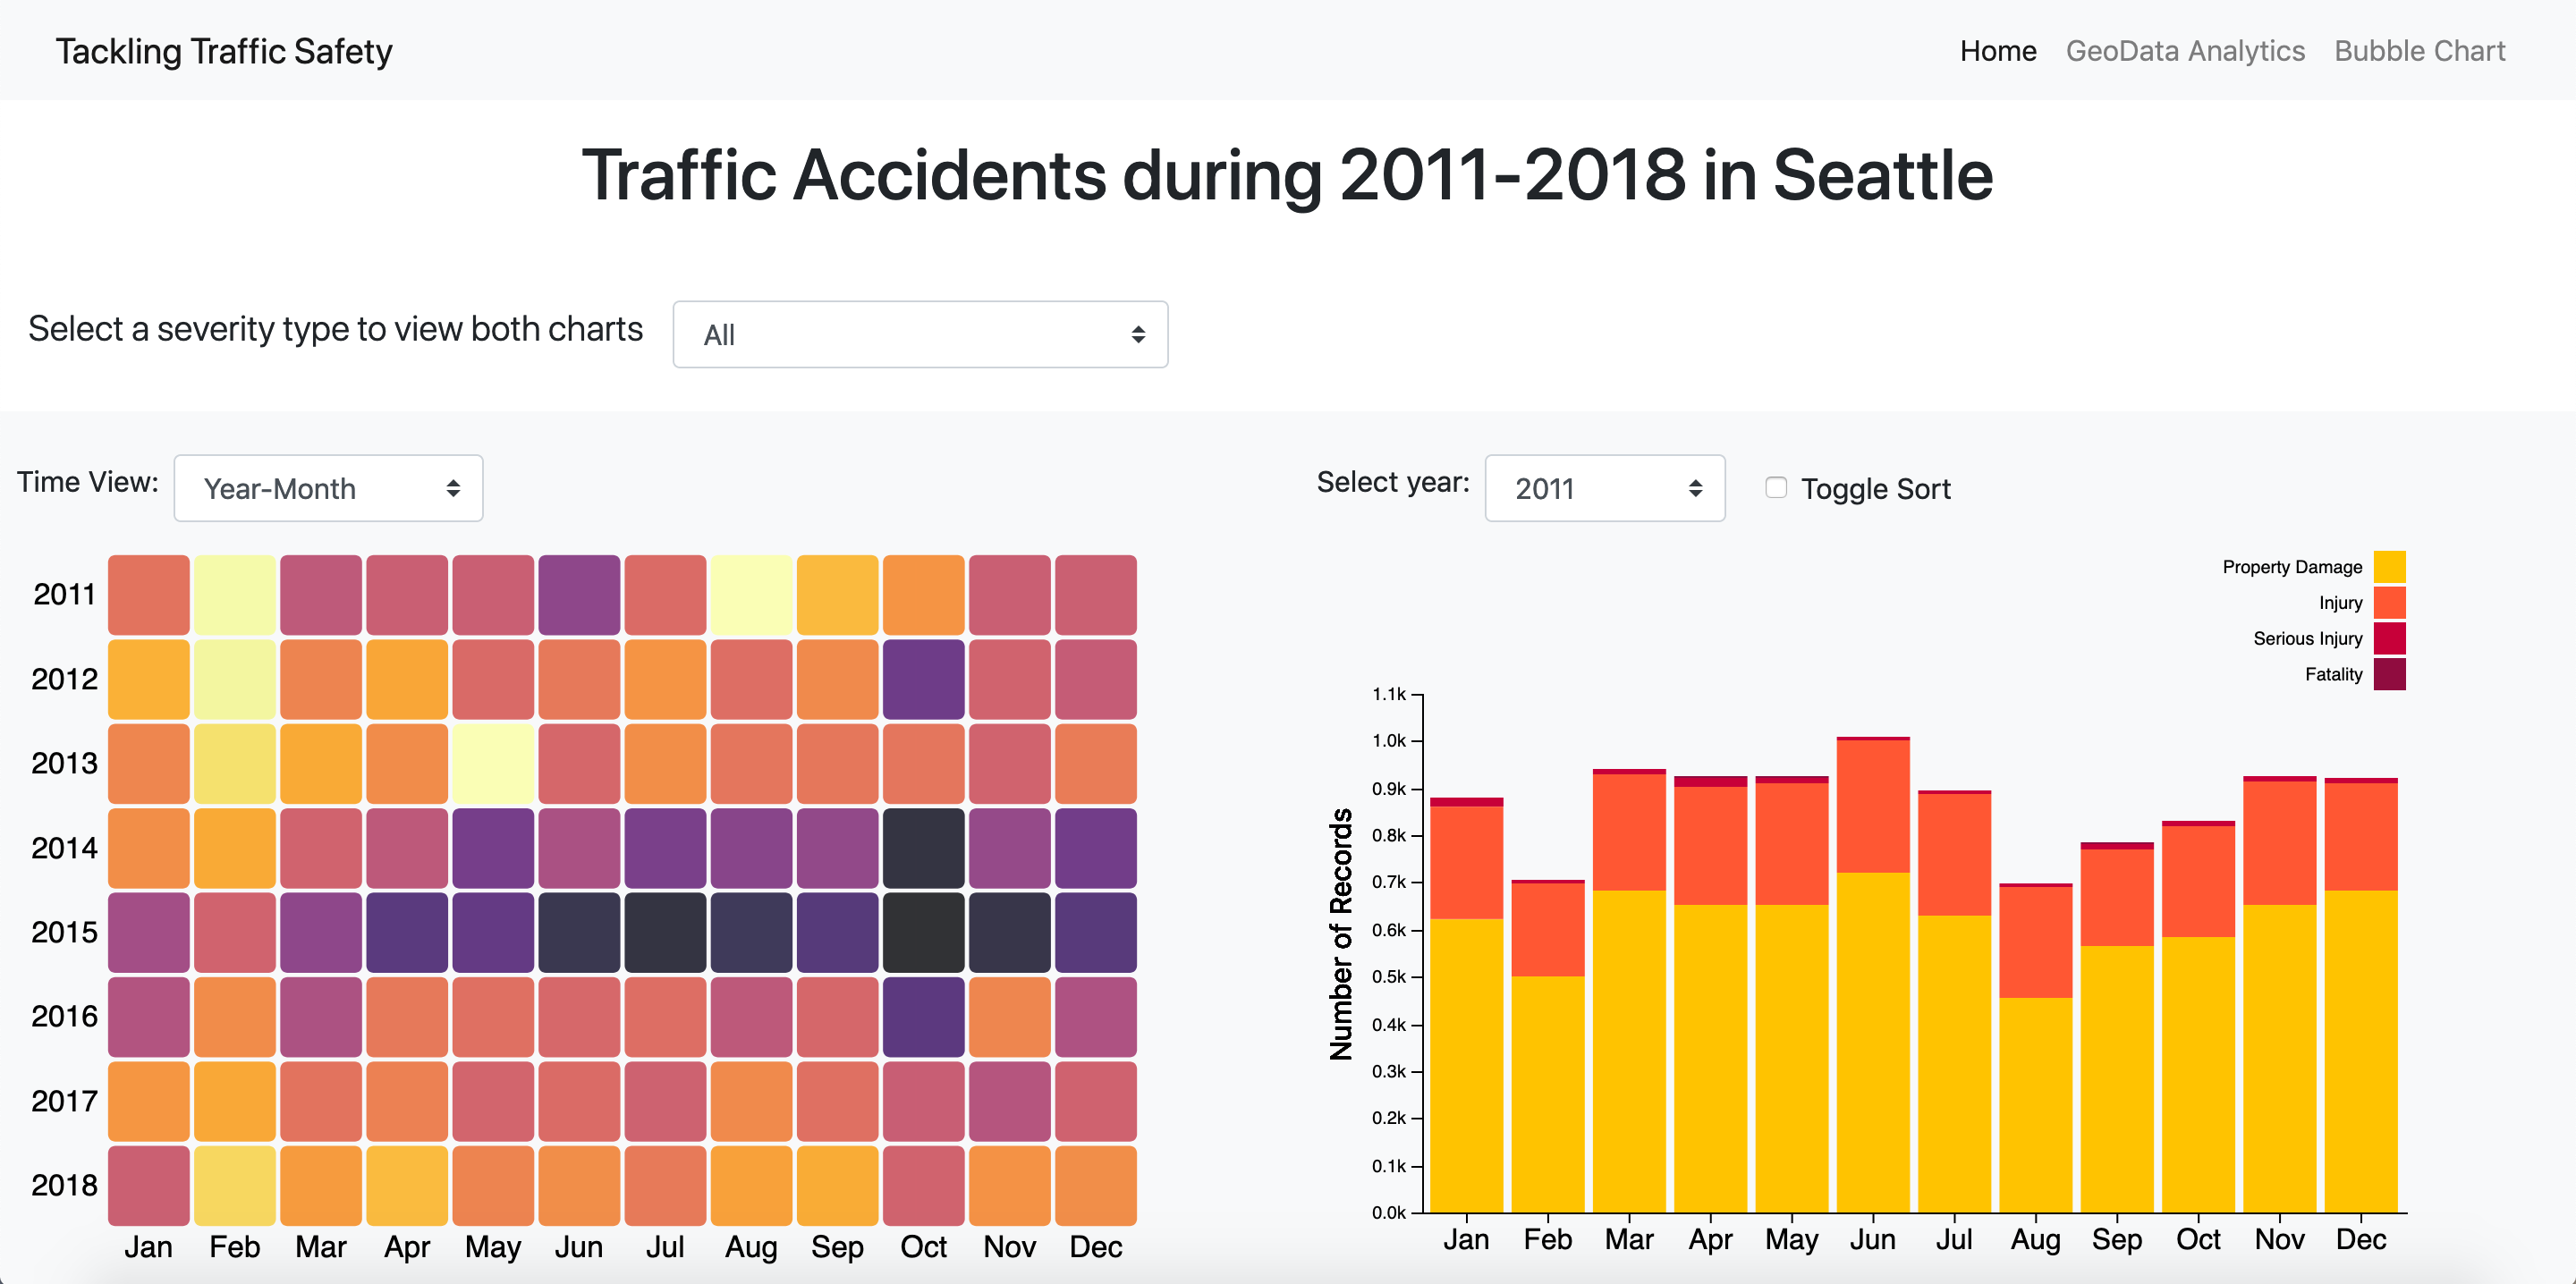 Tackling Traffic Safety
Home GeoData Analytics Bubble Chart
Traffic Accidents during 2011-2018 in Seattle
Select a severity type to view both charts All
Time View: Year-Month
2011
2012
2013
2014
2015
2016
2017
2018
Jan Feb Mar Apr May Jun Jul Aug Sep Oct Nov Dec
Select year: 2011 Toggle Sort
Property Damage
Injury
Serious Injury
Fatality
Number of Records
1.1k
1.0k
0.9k
0.8k
0.7k
0.6k
0.5k
0.4k
0.3k
0.2k
0.1k
0.0k
Jan Feb Mar Apr May Jun Jul Aug Sep Oct Nov Dec